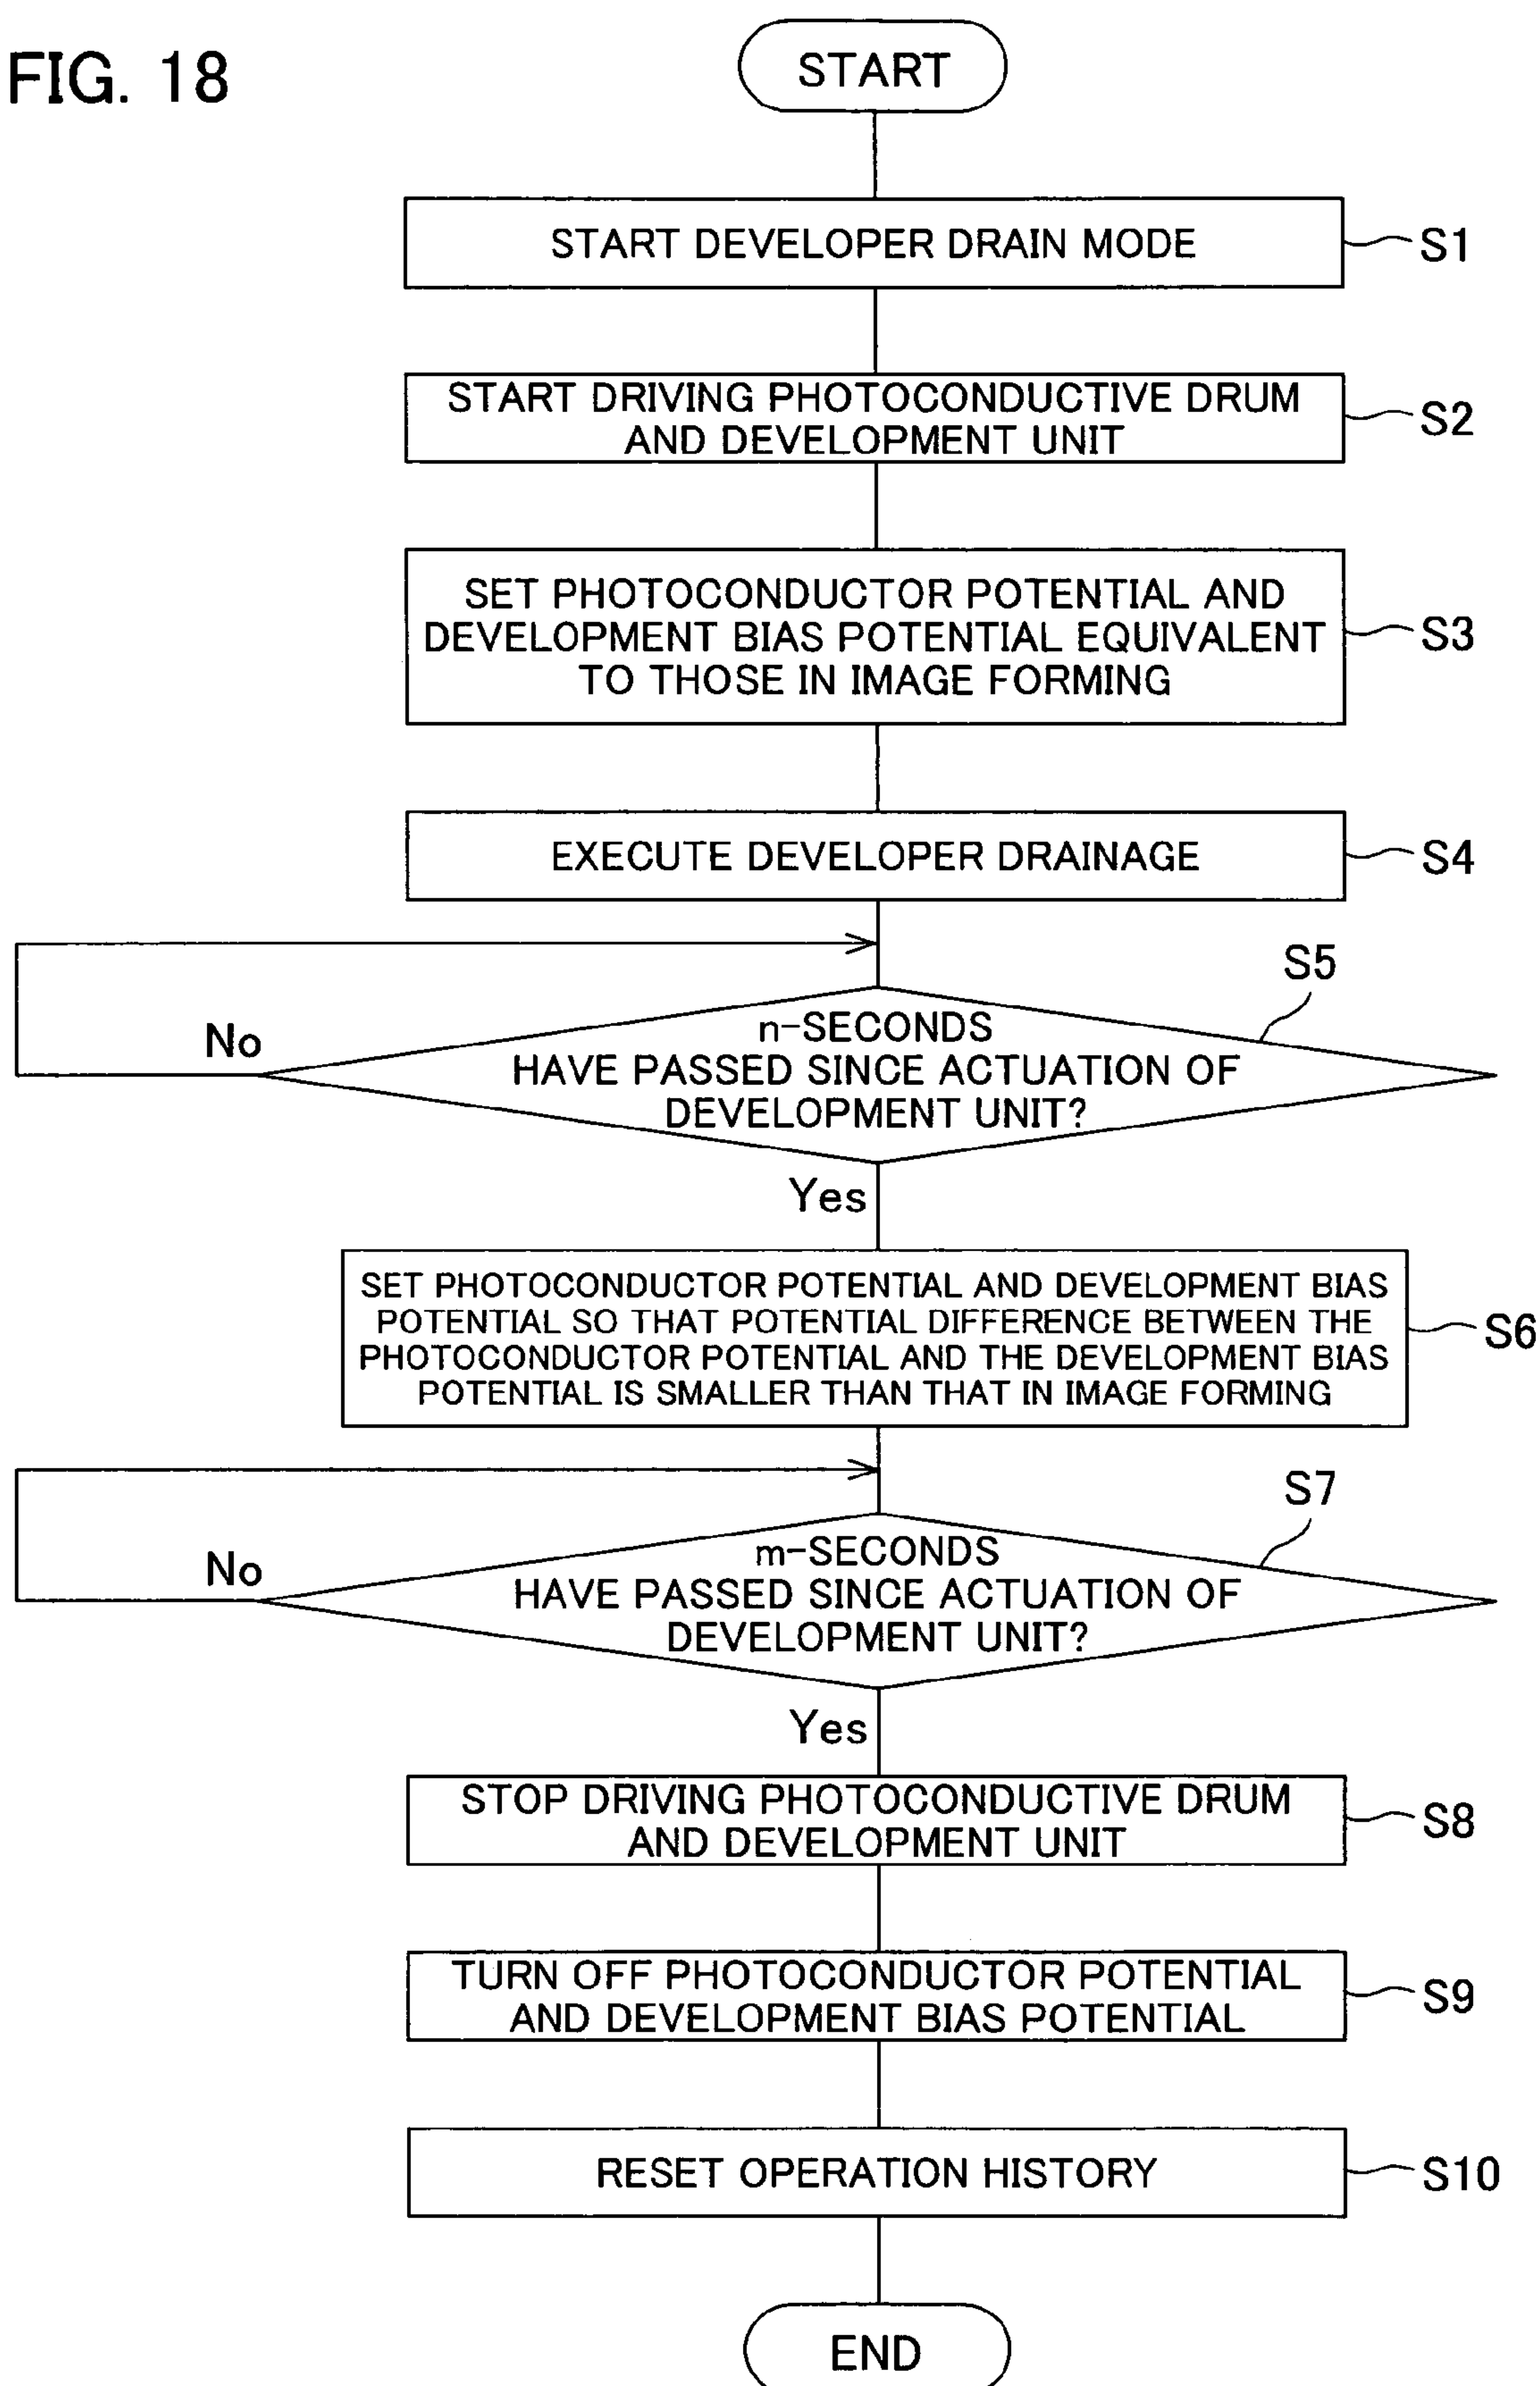 FIG. 18
START
START DEVELOPER DRAIN MODE
S1
START DRIVING PHOTOCONDUCTIVE DRUM
AND DEVELOPMENT UNIT
S2
SET PHOTOCONDUCTOR POTENTIAL AND
DEVELOPMENT BIAS POTENTIAL EQUIVALENT
TO THOSE IN IMAGE FORMING
S3
EXECUTE DEVELOPER DRAINAGE
S4
S5
n-SECONDS
HAVE PASSED SINCE ACTUATION OF
DEVELOPMENT UNIT?
No
Yes
SET PHOTOCONDUCTOR POTENTIAL AND DEVELOPMENT BIAS
POTENTIAL SO THAT POTENTIAL DIFFERENCE BETWEEN THE
PHOTOCONDUCTOR POTENTIAL AND THE DEVELOPMENT BIAS
POTENTIAL IS SMALLER THAN THAT IN IMAGE FORMING
S6
S7
m-SECONDS
HAVE PASSED SINCE ACTUATION OF
DEVELOPMENT UNIT?
No
Yes
STOP DRIVING PHOTOCONDUCTIVE DRUM
AND DEVELOPMENT UNIT
S8
TURN OFF PHOTOCONDUCTOR POTENTIAL
AND DEVELOPMENT BIAS POTENTIAL
S9
RESET OPERATION HISTORY
S10
END